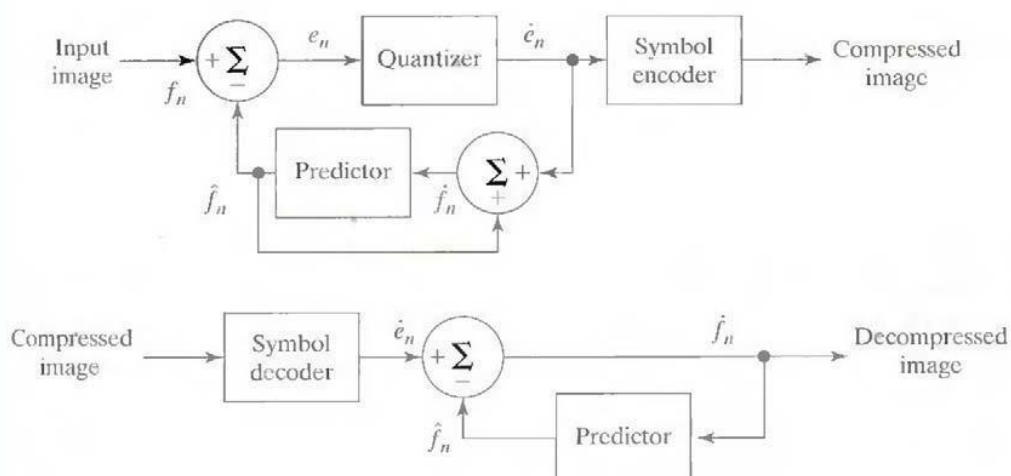 Input
image
f_n
+ Σ
−
e_n
Quantizer
ė_n
Symbol
encoder
Compressed
image
f̂_n
Predictor
ḟ_n
Σ +
+
Compressed
image
Symbol
decoder
ė_n
+ Σ
−
f̂_n
ḟ_n
Predictor
Decompressed
image